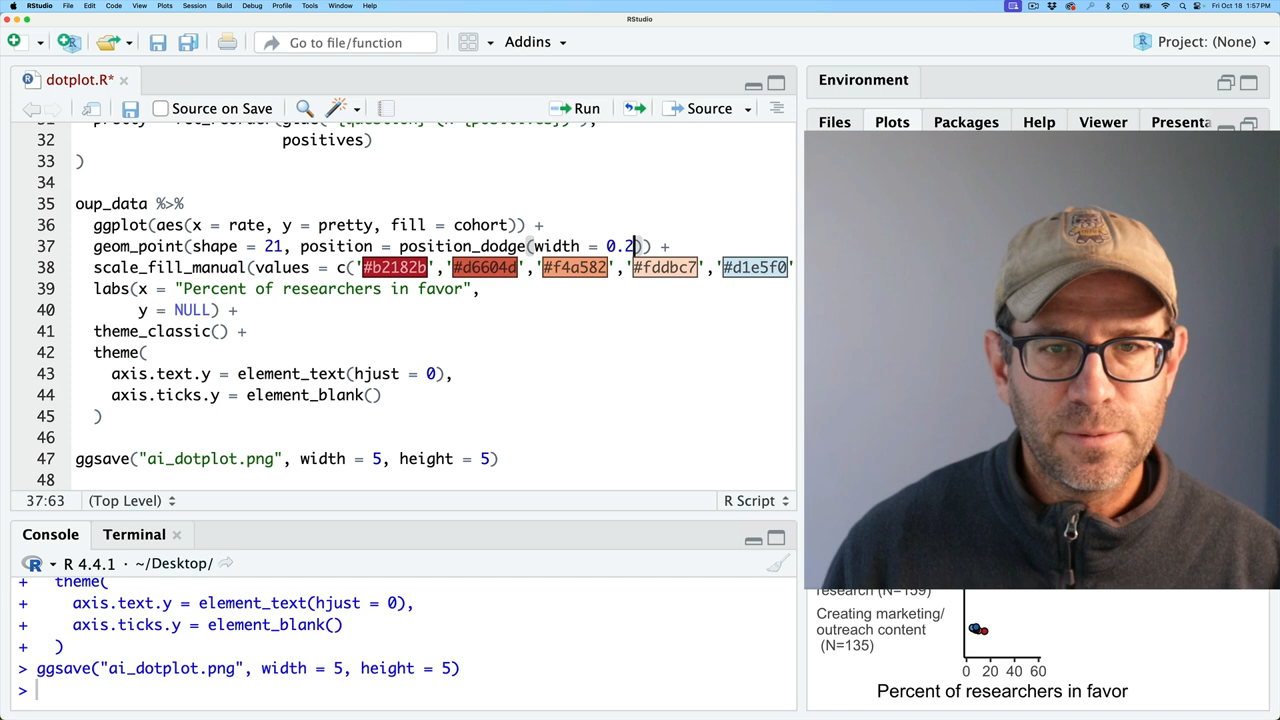 RStudio File Edit Code View Plots Session Build Debug Profile Tools Window Help Fri Oct 18 1:57PM
RStudio
Go to file/function Addins Project: (None)
dotplot.R*
Source on Save Run Source
32 positives)
33 )
34
35 oup_data %>%
36 ggplot(aes(x = rate, y = pretty, fill = cohort)) +
37 geom_point(shape = 21, position = position_dodge(width = 0.2)) +
38 scale_fill_manual(values = c('#b2182b','#d6604d','#f4a582','#fddbc7','#d1e5f0'
39 labs(x = "Percent of researchers in favor",
40 y = NULL) +
41 theme_classic() +
42 theme(
43 axis.text.y = element_text(hjust = 0),
44 axis.ticks.y = element_blank()
45 )
46
47 ggsave("ai_dotplot.png", width = 5, height = 5)
48
37:63 (Top Level) R Script
Console Terminal
R 4.4.1 · ~/Desktop/
+ theme(
+ axis.text.y = element_text(hjust = 0),
+ axis.ticks.y = element_blank()
+ )
> ggsave("ai_dotplot.png", width = 5, height = 5)
>
Environment
Files Plots Packages Help Viewer Presenta
research (N=159)
Creating marketing/
outreach content
(N=135)
0 20 40 60
Percent of researchers in favor